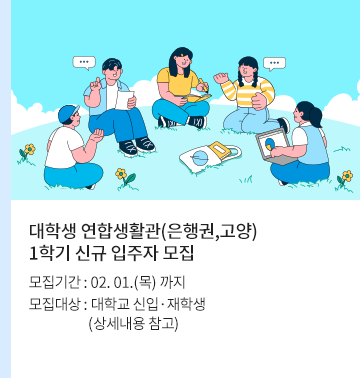 대학생 연합생활관(은행권,고양)
1학기 신규 입주자 모집
모집기간 : 02. 01.(목) 까지
모집대상 : 대학교 신입·재학생
(상세내용 참고)